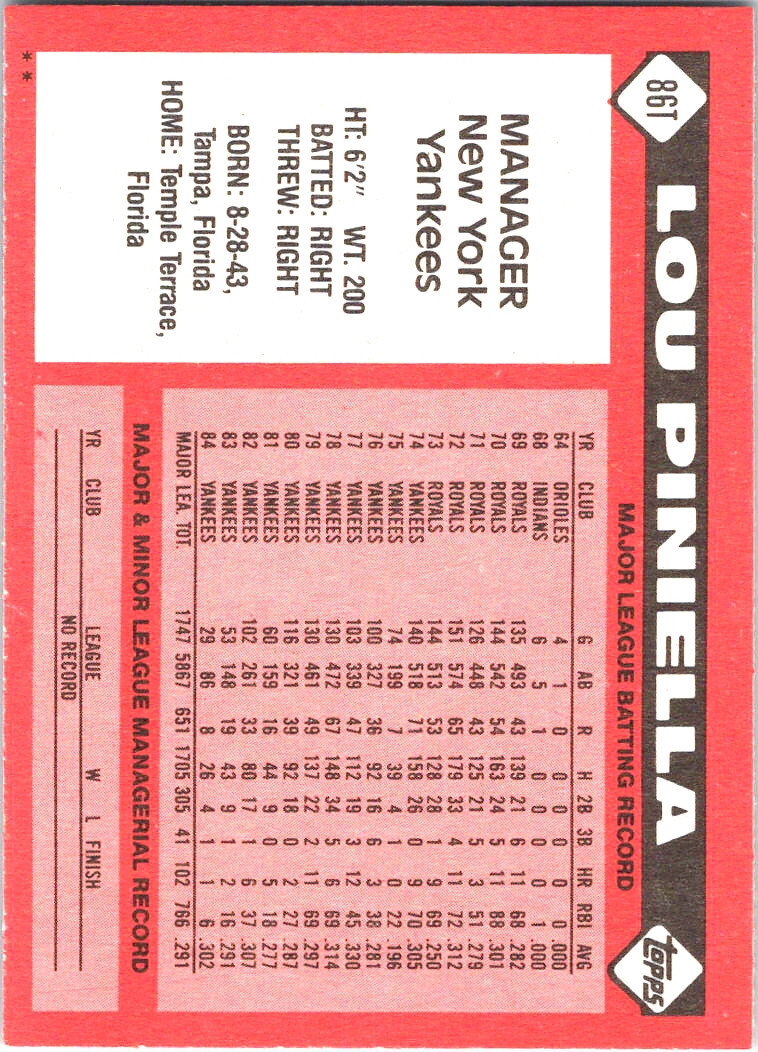 86T LOU PINIELLA topps
MANAGER
New York
Yankees
HT: 6'2" WT. 200
BATTED: RIGHT
THREW: RIGHT
BORN: 8-28-43,
Tampa, Florida
HOME: Temple Terrace,
Florida
MAJOR LEAGUE BATTING RECORD
YR CLUB G AB R H 2B 3B HR RBI AVG
64 ORIOLES 4 1 0 0 0 0 0 0 .000
68 INDIANS 6 5 1 0 0 0 0 1 .000
69 ROYALS 135 493 43 139 21 6 11 68 .282
70 ROYALS 144 542 54 163 24 5 11 88 .301
71 ROYALS 126 448 43 125 21 5 3 51 .279
72 ROYALS 151 574 65 179 33 4 11 72 .312
73 ROYALS 144 513 53 128 28 1 9 69 .250
74 YANKEES 140 518 71 158 26 0 9 70 .305
75 YANKEES 74 199 7 39 4 1 0 22 .196
76 YANKEES 100 327 36 92 16 6 3 38 .281
77 YANKEES 103 339 47 112 19 3 12 45 .330
78 YANKEES 130 472 67 148 34 5 6 69 .314
79 YANKEES 130 461 49 137 22 2 11 69 .297
80 YANKEES 116 321 39 92 18 0 2 27 .287
81 YANKEES 60 159 16 44 9 0 5 18 .277
82 YANKEES 102 261 33 80 17 1 6 37 .307
83 YANKEES 53 148 19 43 9 1 2 16 .291
84 YANKEES 29 86 8 26 4 1 1 6 .302
MAJOR LEA. TOT. 1747 5867 651 1705 305 41 102 766 .291
MAJOR & MINOR LEAGUE MANAGERIAL RECORD
YR CLUB LEAGUE W L FINISH
NO RECORD
* *